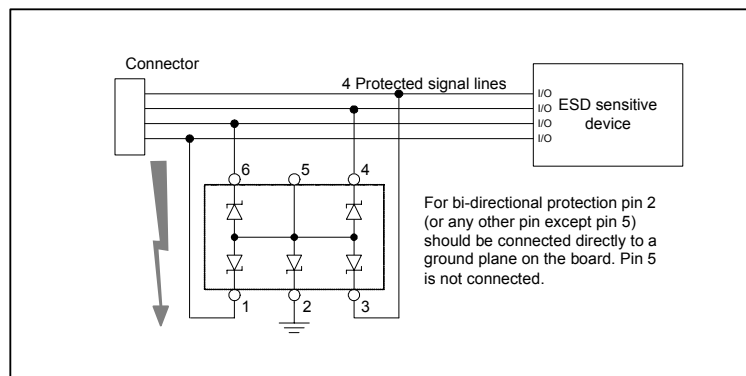 Connector
4 Protected signal lines
I/O
I/O
I/O
I/O
ESD sensitive
device
6
5
4
For bi-directional protection pin 2
(or any other pin except pin 5)
should be connected directly to a
ground plane on the board. Pin 5
is not connected.
1
2
3